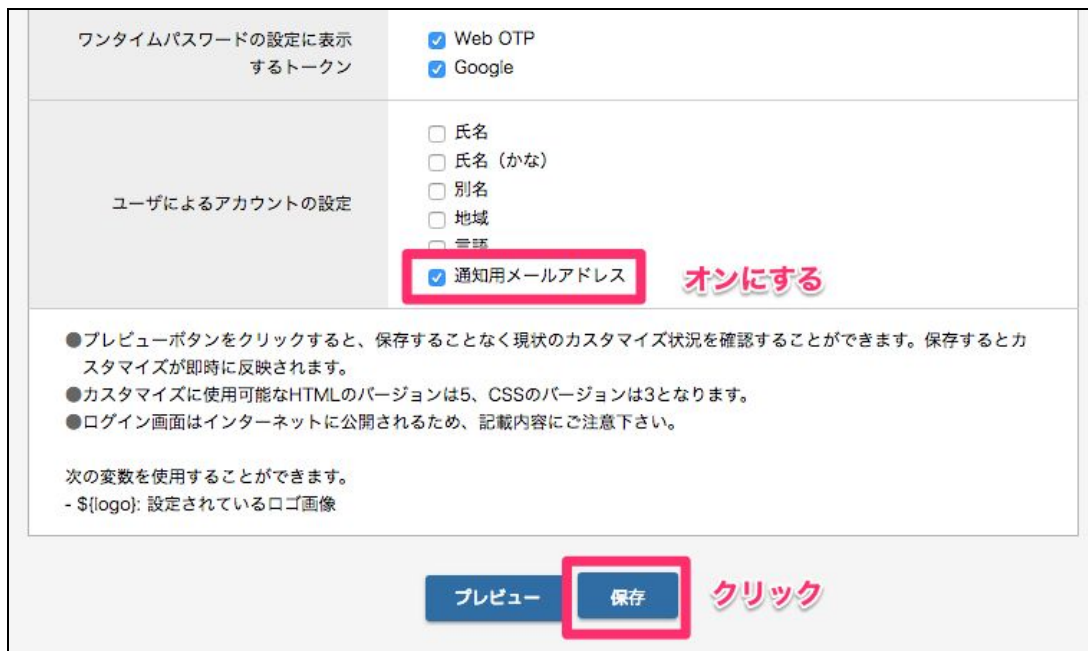 ワンタイムパスワードの設定に表示
するトークン
Web OTP
Google
ユーザによるアカウントの設定
氏名
氏名（かな）
別名
地域
言語
通知用メールアドレス
オンにする
●プレビューボタンをクリックすると、保存することなく現状のカスタマイズ状況を確認することができます。保存するとカ
スタマイズが即時に反映されます。
●カスタマイズに使用可能なHTMLのバージョンは5、CSSのバージョンは3となります。
●ログイン画面はインターネットに公開されるため、記載内容にご注意下さい。
次の変数を使用することができます。
- ${logo}: 設定されているロゴ画像
プレビュー
保存
クリック